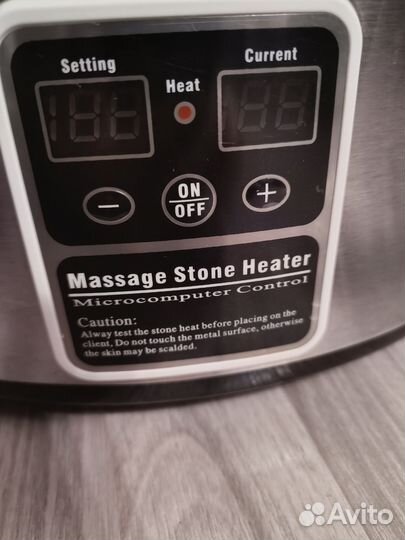 Setting
Heat
Current
ON
OFF
Massage Stone Heater
Microcomputer Control
Caution:
Alway test the stone heat before placing on the
client, Do not touch the metal surface, otherwise
the skin may be scalded.
Avito